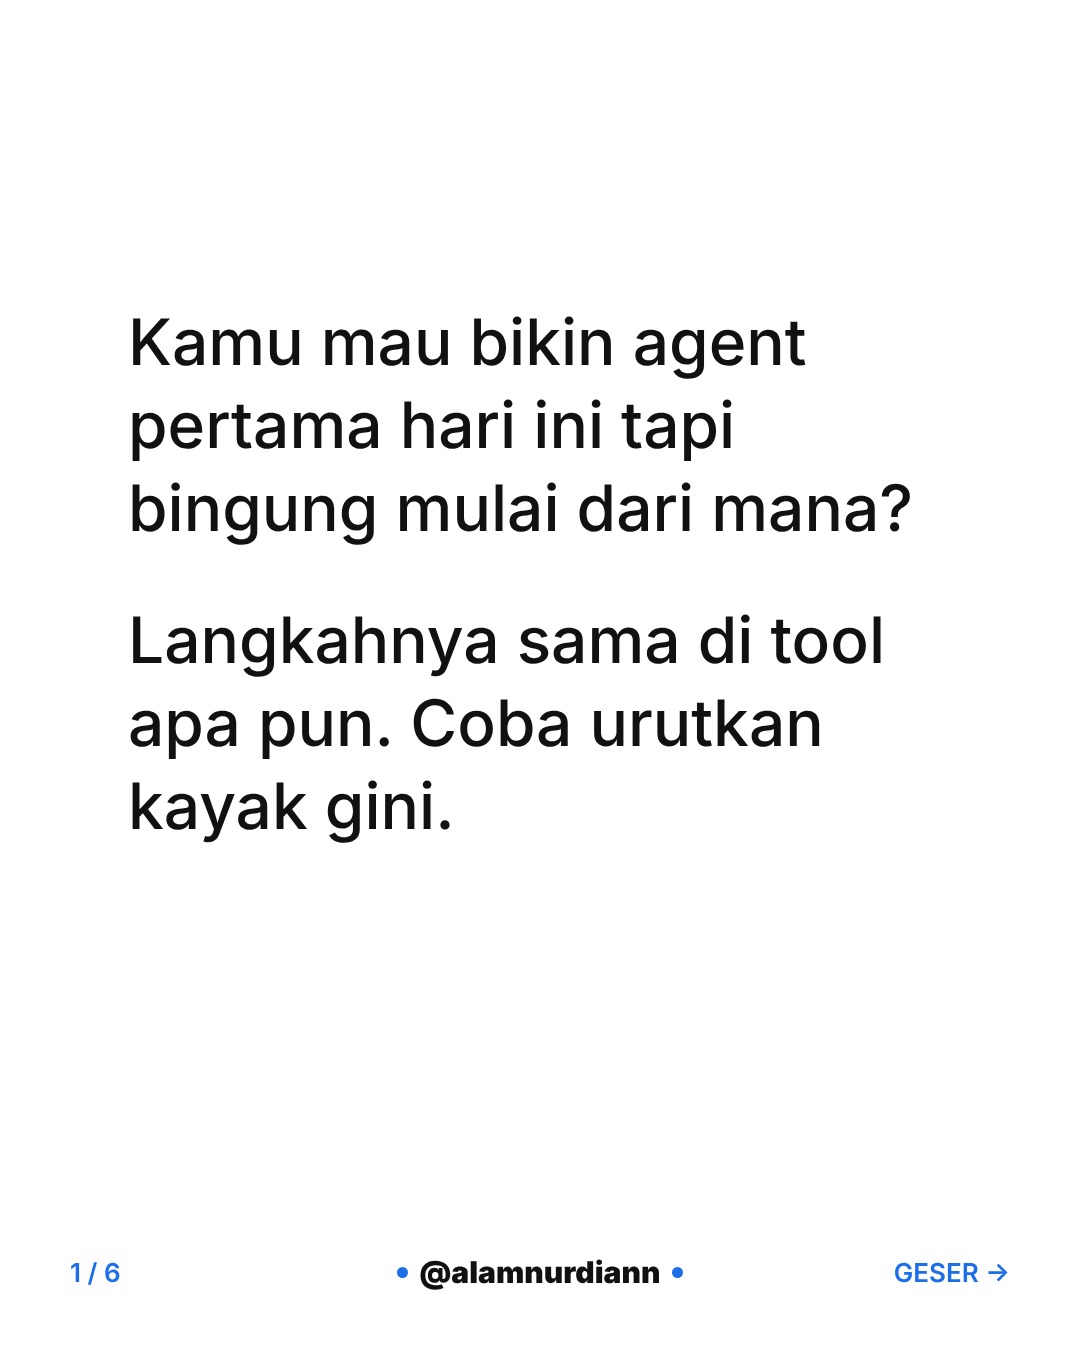 Kamu mau bikin agent
pertama hari ini tapi
bingung mulai dari mana?
Langkahnya sama di tool
apa pun. Coba urutkan
kayak gini.
1 / 6
• @alamnurdiann •
GESER →